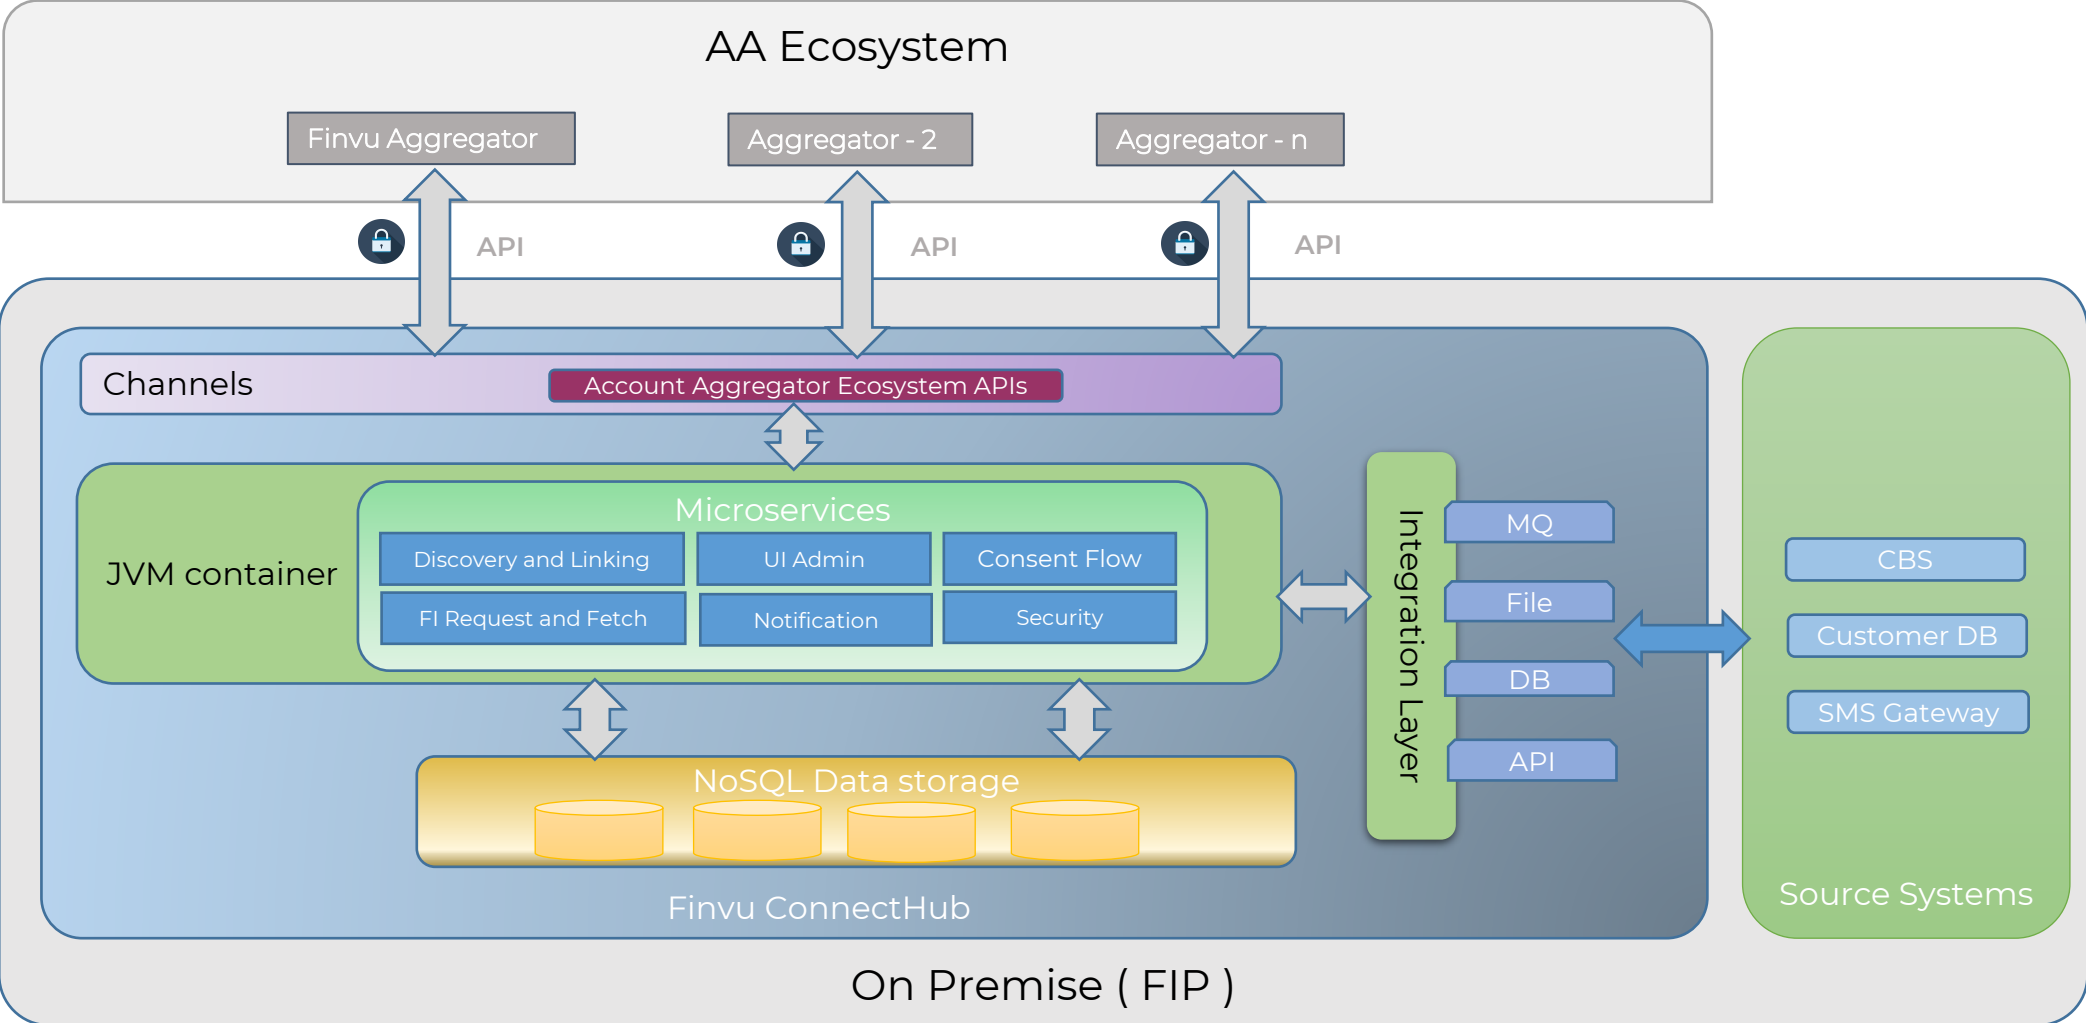 AA Ecosystem
Finvu Aggregator
Aggregator - 2
Aggregator - n
API
API
API
Channels
Account Aggregator Ecosystem APIs
JVM container
Microservices
Discovery and Linking
UI Admin
Consent Flow
FI Request and Fetch
Notification
Security
Integration Layer
MQ
File
DB
API
CBS
Customer DB
SMS Gateway
Source Systems
NoSQL Data storage
Finvu ConnectHub
On Premise ( FIP )